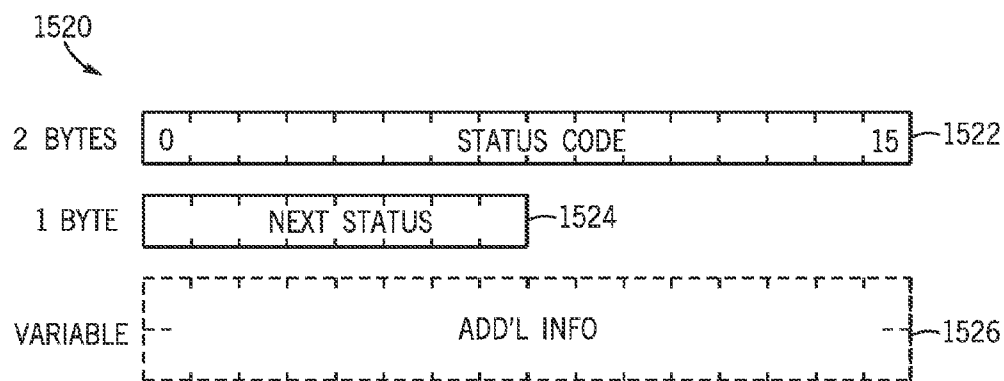 1520
2 BYTES 0 STATUS CODE 15 1522
1 BYTE NEXT STATUS 1524
VARIABLE ADD'L INFO 1526